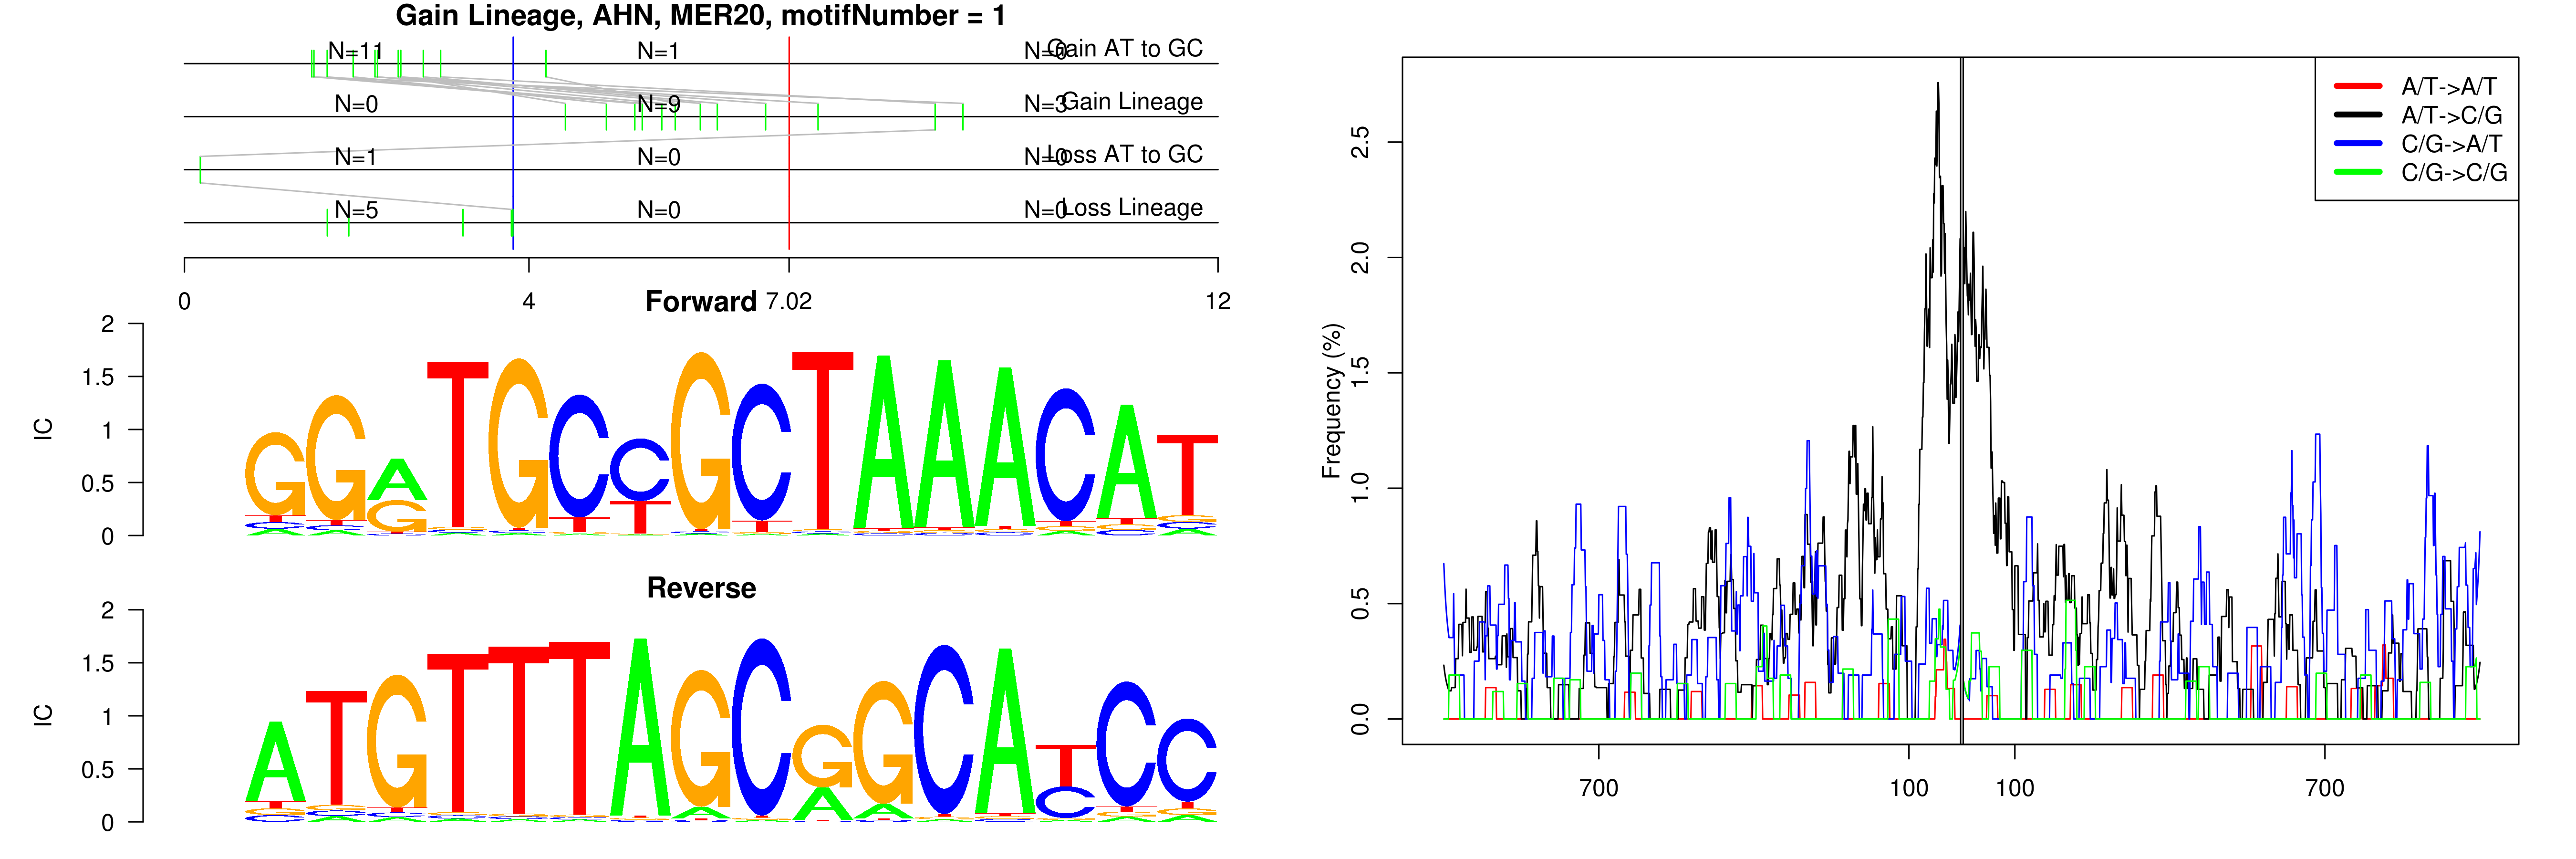 Gain Lineage, AHN, MER20, motifNumber = 1
N=11 N=1 N=0 Gain AT to GC
N=0 N=9 N=3 Gain Lineage
N=1 N=0 N=0 Loss AT to GC
N=5 N=0 N=0 Loss Lineage
0 4 7.02 12
Forward
IC
2
1.5
1
0.5
0
GGATGCCGCTAAACAT
Reverse
IC
2
1.5
1
0.5
0
ATGTTTAGCGGCATCC
Frequency (%)
2.5
2.0
1.5
1.0
0.5
0.0
700 100 100 700
A/T->A/T
A/T->C/G
C/G->A/T
C/G->C/G